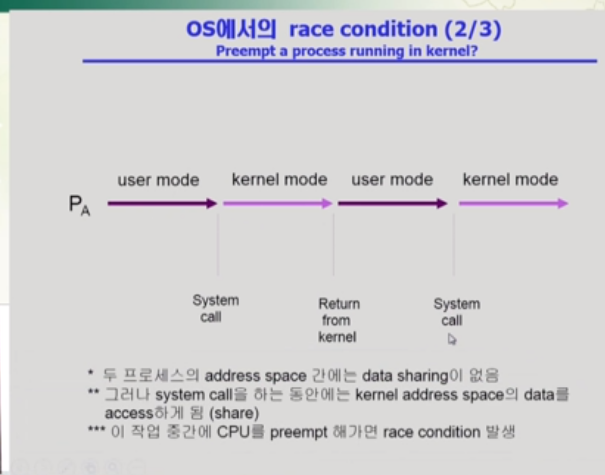 OS에서의 race condition (2/3)
Preempt a process running in kernel?
user mode kernel mode user mode kernel mode
PA
System call
Return from kernel
System call
* 두 프로세스의 address space 간에는 data sharing이 없음
** 그러나 system call을 하는 동안에는 kernel address space의 data를
access하게 됨 (share)
*** 이 작업 중간에 CPU를 preempt 해가면 race condition 발생